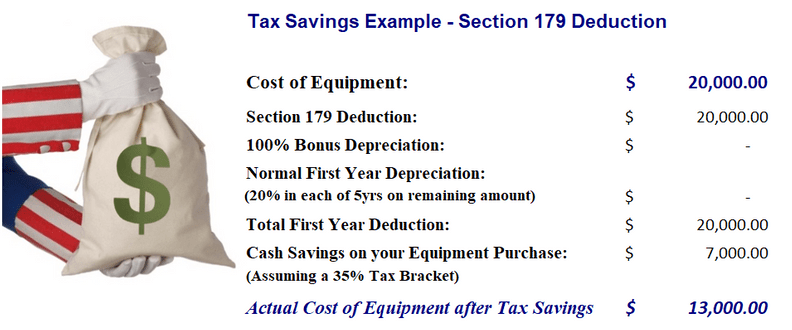 Tax Savings Example - Section 179 Deduction
Cost of Equipment: $ 20,000.00
Section 179 Deduction: $ 20,000.00
100% Bonus Depreciation: $ -
Normal First Year Depreciation:
(20% in each of 5yrs on remaining amount) $ -
Total First Year Deduction: $ 20,000.00
Cash Savings on your Equipment Purchase: $ 7,000.00
(Assuming a 35% Tax Bracket)
Actual Cost of Equipment after Tax Savings $ 13,000.00
$